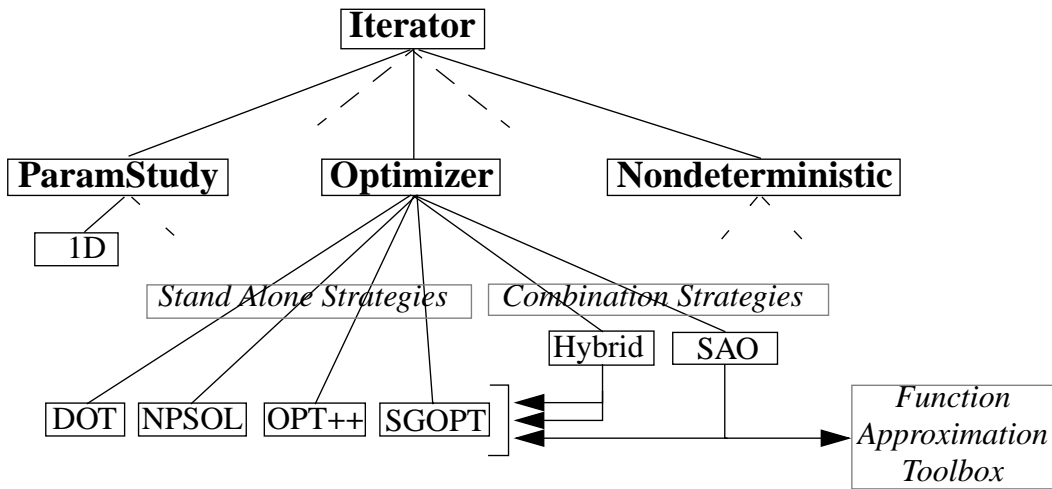 Iterator
ParamStudy
Optimizer
Nondeterministic
1D
Stand Alone Strategies
Combination Strategies
Hybrid
SAO
DOT
NPSOL
OPT++
SGOPT
Function
Approximation
Toolbox